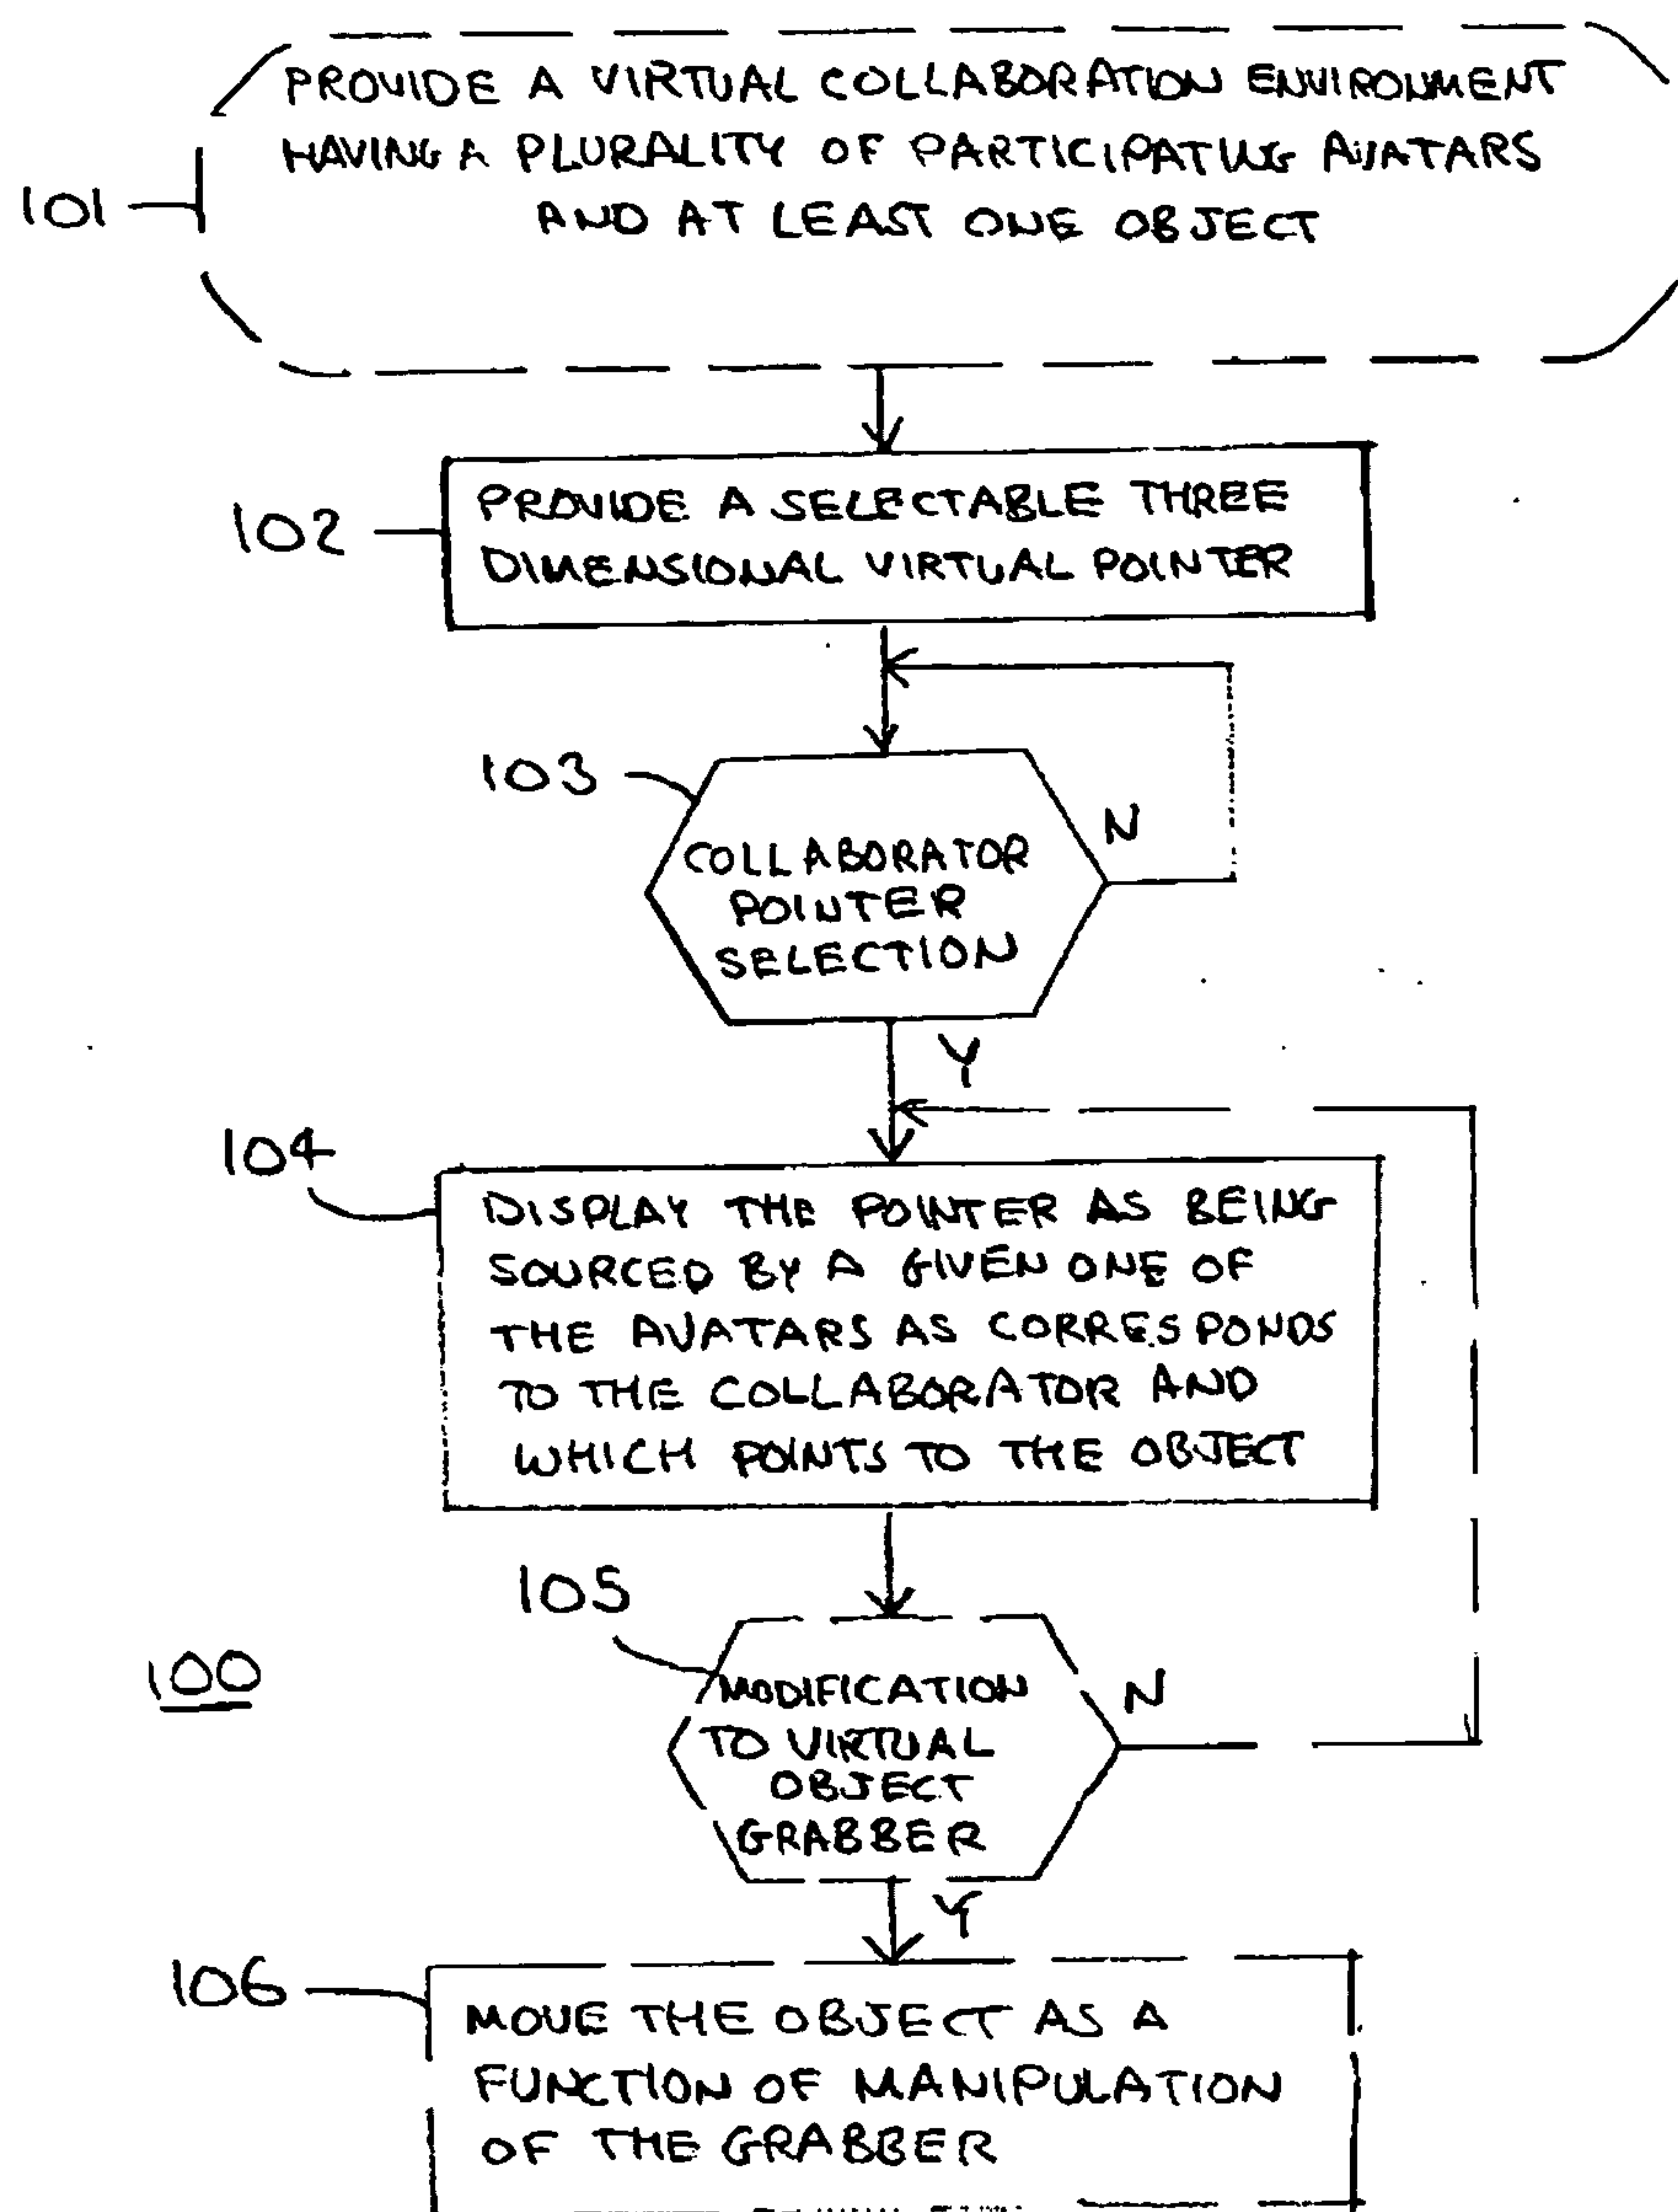 PROVIDE A VIRTUAL COLLABORATION ENVIRONMENT
HAVING A PLURALITY OF PARTICIPATING AVATARS
101
AND AT LEAST ONE OBJECT
PROVIDE A SELECTABLE THREE
102
DIMENSIONAL VIRTUAL POINTER
103
N
COLLABORATOR
POINTER
SELECTION
Y
104
DISPLAY THE POINTER AS BEING
SOURCED BY A GIVEN ONE OF
THE AVATARS AS CORRESPONDS
TO THE COLLABORATOR AND
WHICH POINTS TO THE OBJECT
105
100
MODIFICATION
N
TO VIRTUAL
OBJECT
GRABBER
Y
106
MOVE THE OBJECT AS A
FUNCTION OF MANIPULATION
OF THE GRABBER